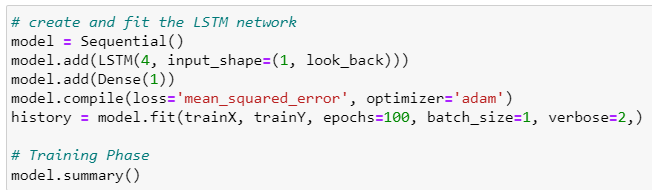 # create and fit the LSTM network
model = Sequential()
model.add(LSTM(4, input_shape=(1, look_back)))
model.add(Dense(1))
model.compile(loss='mean_squared_error', optimizer='adam')
history = model.fit(trainX, trainY, epochs=100, batch_size=1, verbose=2,)
# Training Phase
model.summary()